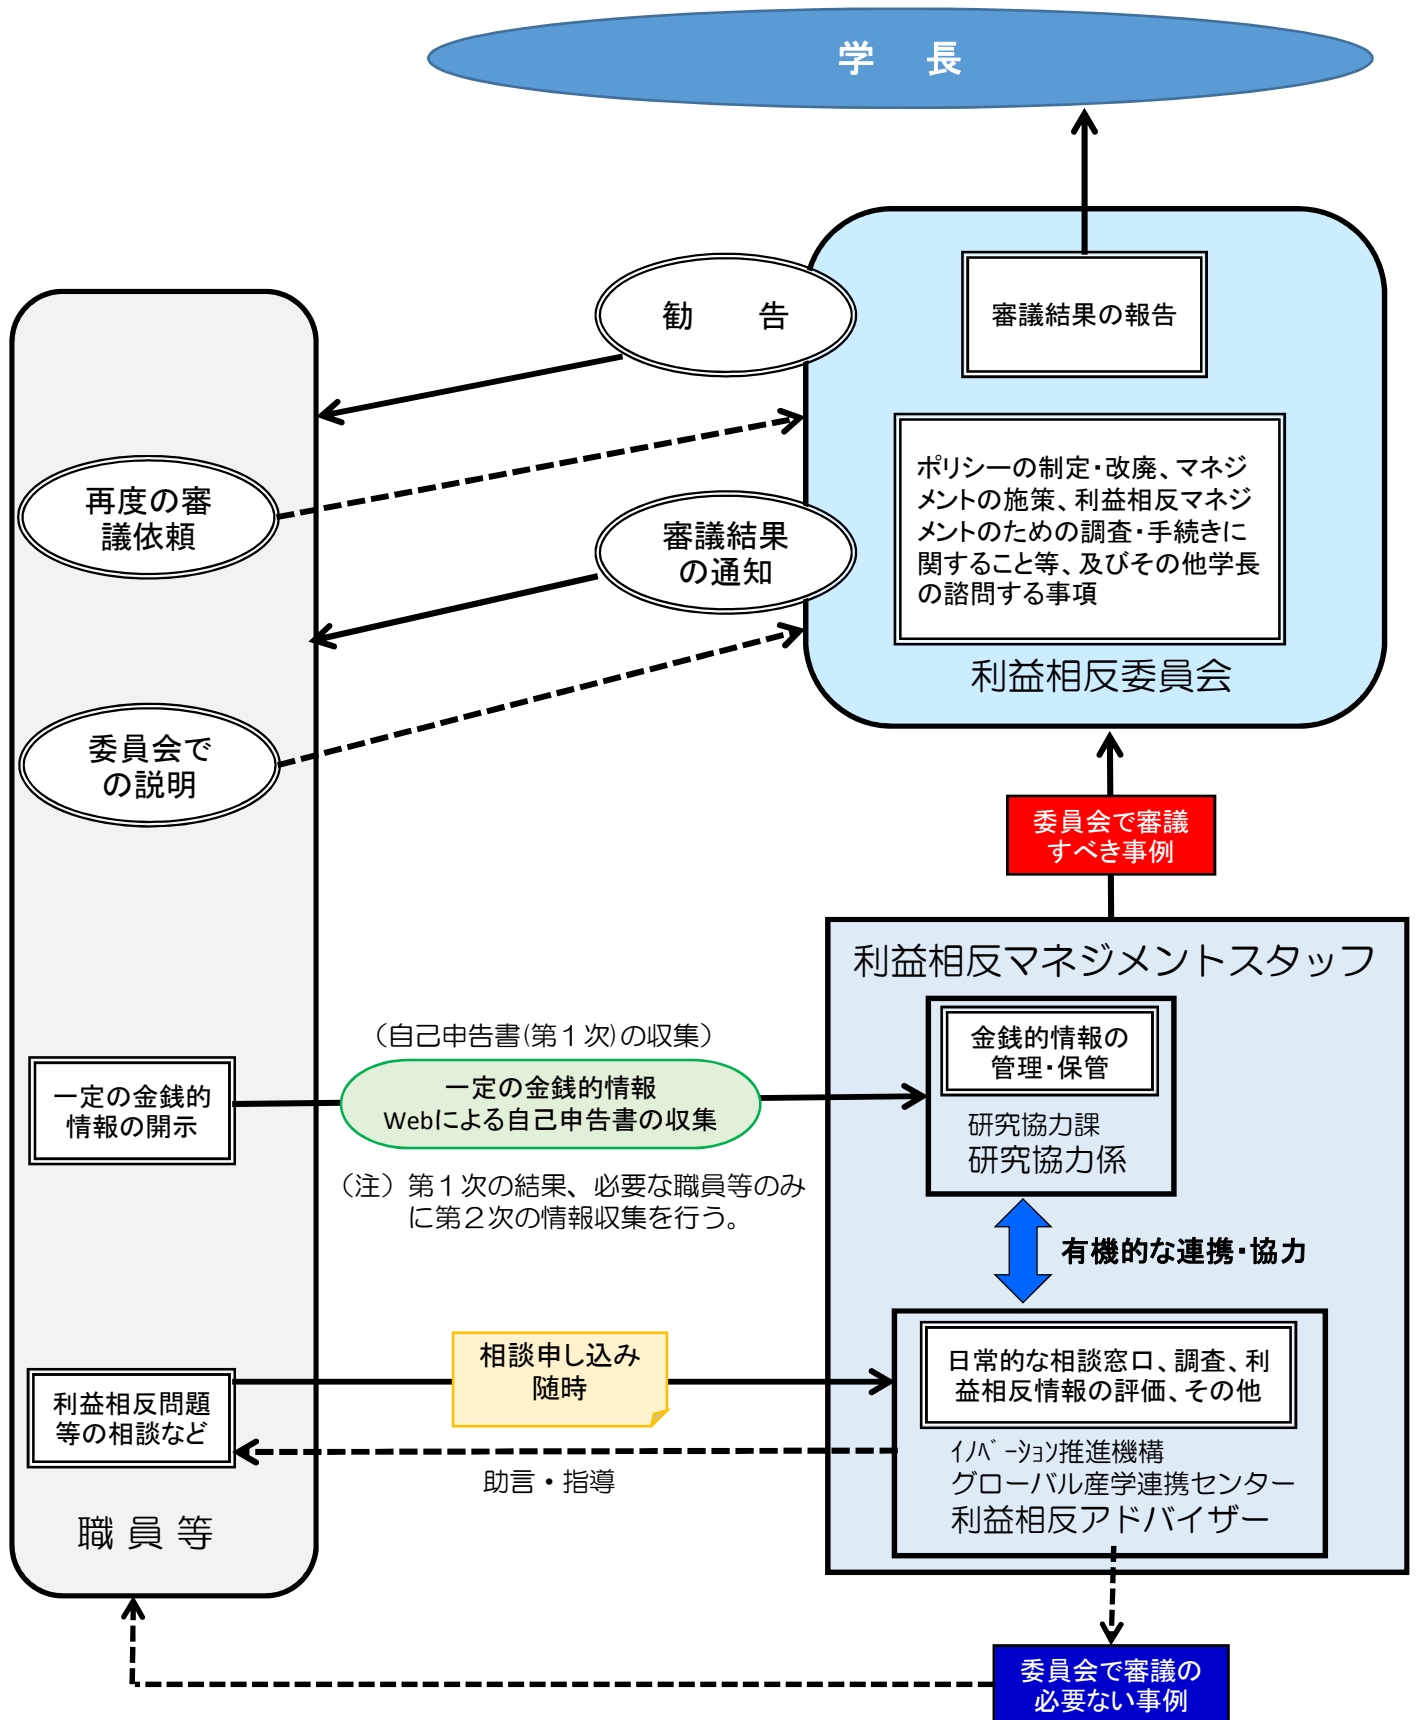 学　長
審議結果の報告
勧　　告
ポリシーの制定・改廃、マネジ
メントの施策、利益相反マネジ
メントのための調査・手続きに
関すること等、及びその他学長
の諮問する事項
利益相反委員会
再度の審
議依頼
審議結果
の通知
委員会で
の説明
委員会で審議
すべき事例
利益相反マネジメントスタッフ
金銭的情報の
管理・保管
研究協力課
研究協力係
（自己申告書(第１次)の収集）
一定の金銭的情報
Webによる自己申告書の収集
一定の金銭的
情報の開示
（注）第１次の結果、必要な職員等のみ
に第２次の情報収集を行う。
有機的な連携・協力
相談申し込み
随時
日常的な相談窓口、調査、利
益相反情報の評価、その他
利益相反問題
等の相談など
助言・指導
ｲﾉﾍﾞｰｼｮﾝ推進機構
グローバル産学連携センター
利益相反アドバイザー
職 員 等
委員会で審議の
必要ない事例